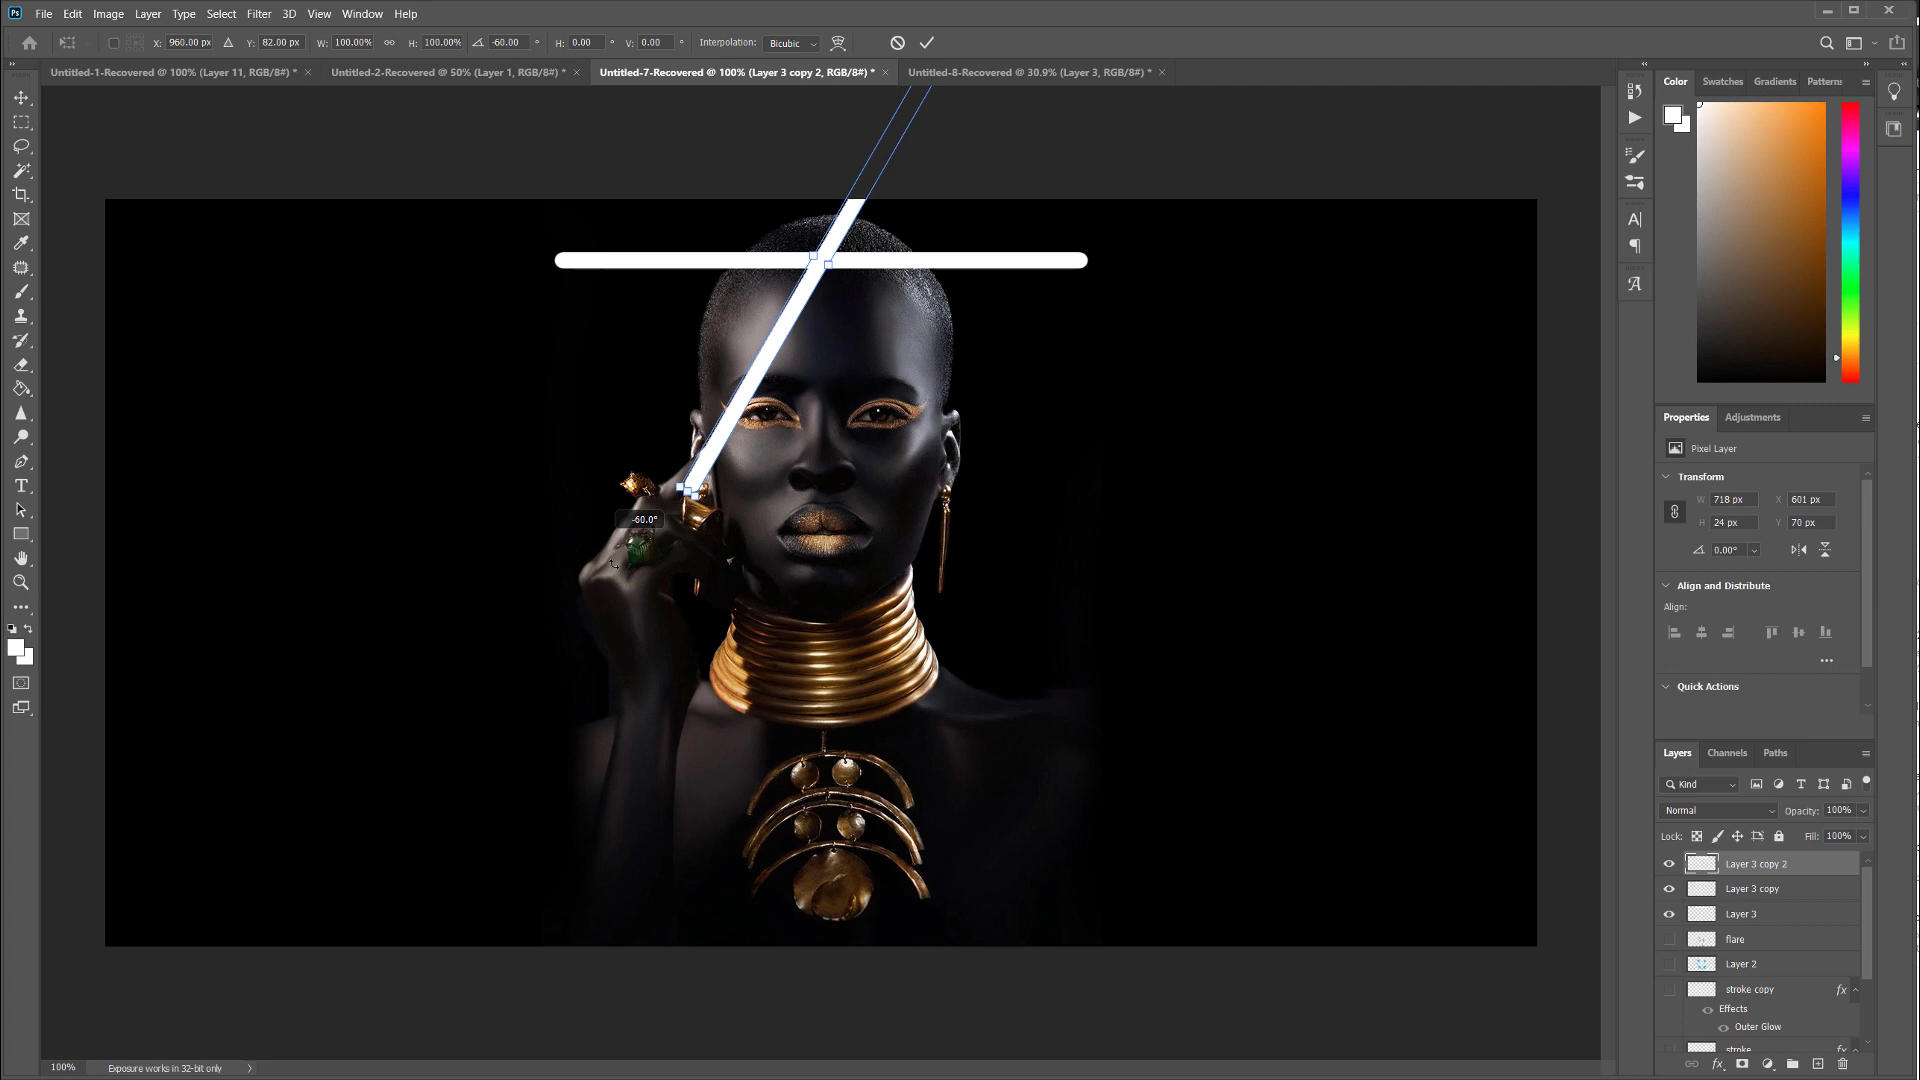 Ps File Edit Image Layer Type Select Filter 3D View Window Help
X: 960.00 px Y: 82.00 px W: 100.00% H: 100.00% -60.00 ° H: 0.00 ° V: 0.00 ° Interpolation: Bicubic
Untitled-1-Recovered @ 100% (Layer 11, RGB/8#) * × Untitled-2-Recovered @ 50% (Layer 1, RGB/8#) * × Untitled-7-Recovered @ 100% (Layer 3 copy 2, RGB/8#) * × Untitled-8-Recovered @ 30.9% (Layer 3, RGB/8#) * ×
Color Swatches Gradients Patterns
-60.0°
Properties Adjustments
Pixel Layer
Transform
W 718 px X 601 px
H 24 px Y 70 px
0.00°
Align and Distribute
Align:
Quick Actions
Layers Channels Paths
Kind
Normal Opacity: 100%
Lock: Fill: 100%
Layer 3 copy 2
Layer 3 copy
Layer 3
flare
Layer 2
stroke copy fx
Effects
Outer Glow
stroke fx
100% Exposure works in 32-bit only